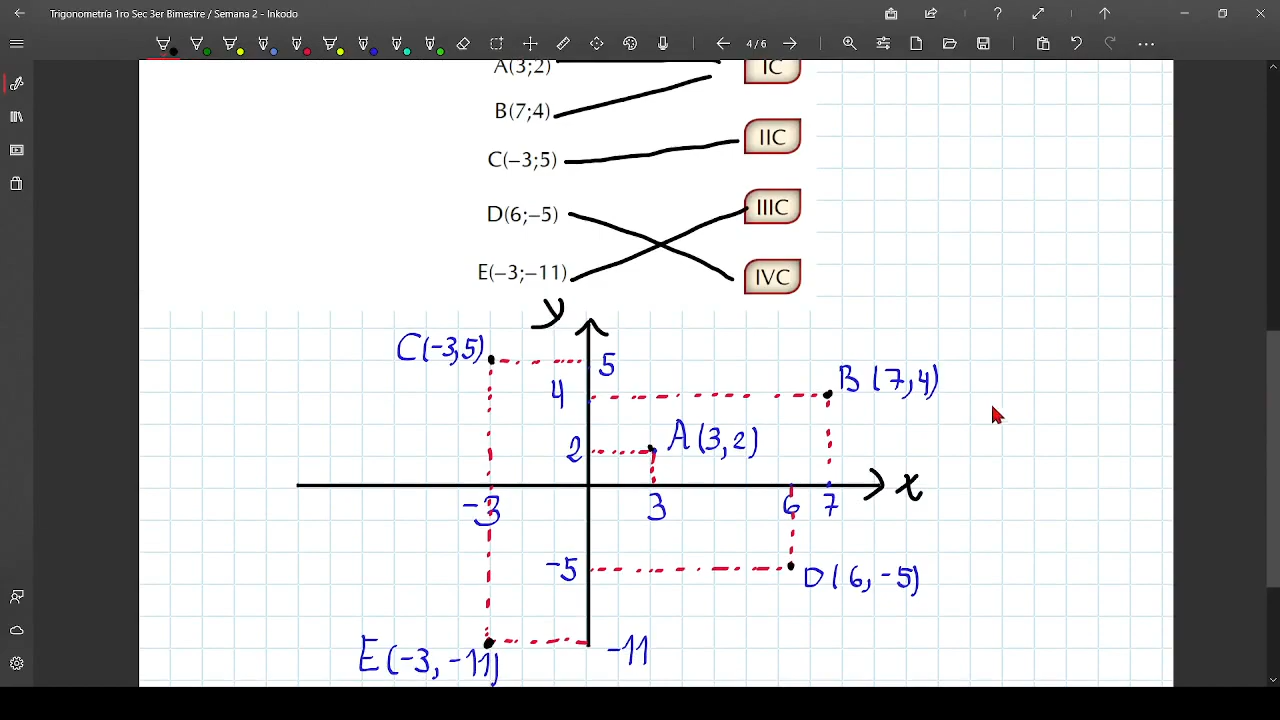 Trigonometría 1ro Sec 3er Bimestre / Semana 2 - Inkodo
4/6
A(3;2)
IC
B(7;4)
IIC
C(−3;5)
D(6;−5)
IIIC
E(−3;−11)
IVC
y
C(-3,5)
5
4
B(7,4)
2
A(3,2)
x
-3
3
6
7
-5
D(6,-5)
E(-3,-11)
-11